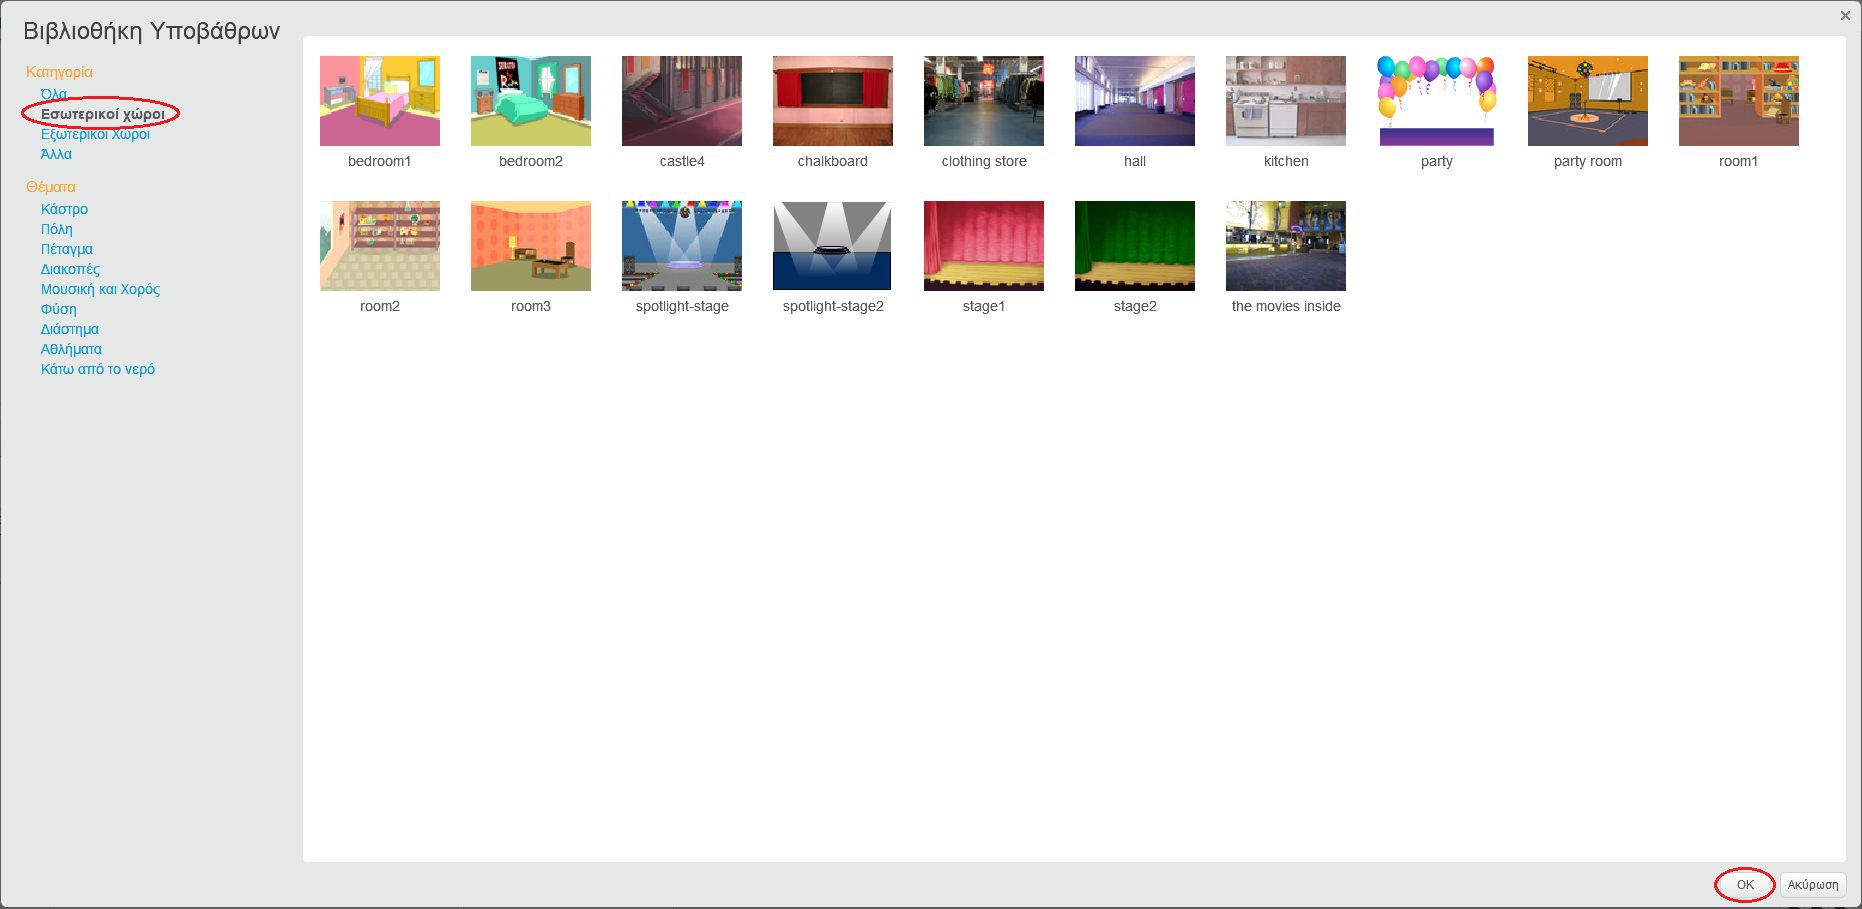 Βιβλιοθήκη Υποβάθρων
Κατηγορία
Όλα
Εσωτερικοί χώροι
Εξωτερικοί Χώροι
Άλλα
Θέματα
Κάστρο
Πόλη
Πέταγμα
Διακοπές
Μουσική και Χορός
Φύση
Διάστημα
Αθλήματα
Κάτω από το νερό
bedroom1 bedroom2 castle4 chalkboard clothing store hall kitchen party party room room1
room2 room3 spotlight-stage spotlight-stage2 stage1 stage2 the movies inside
OK Ακύρωση